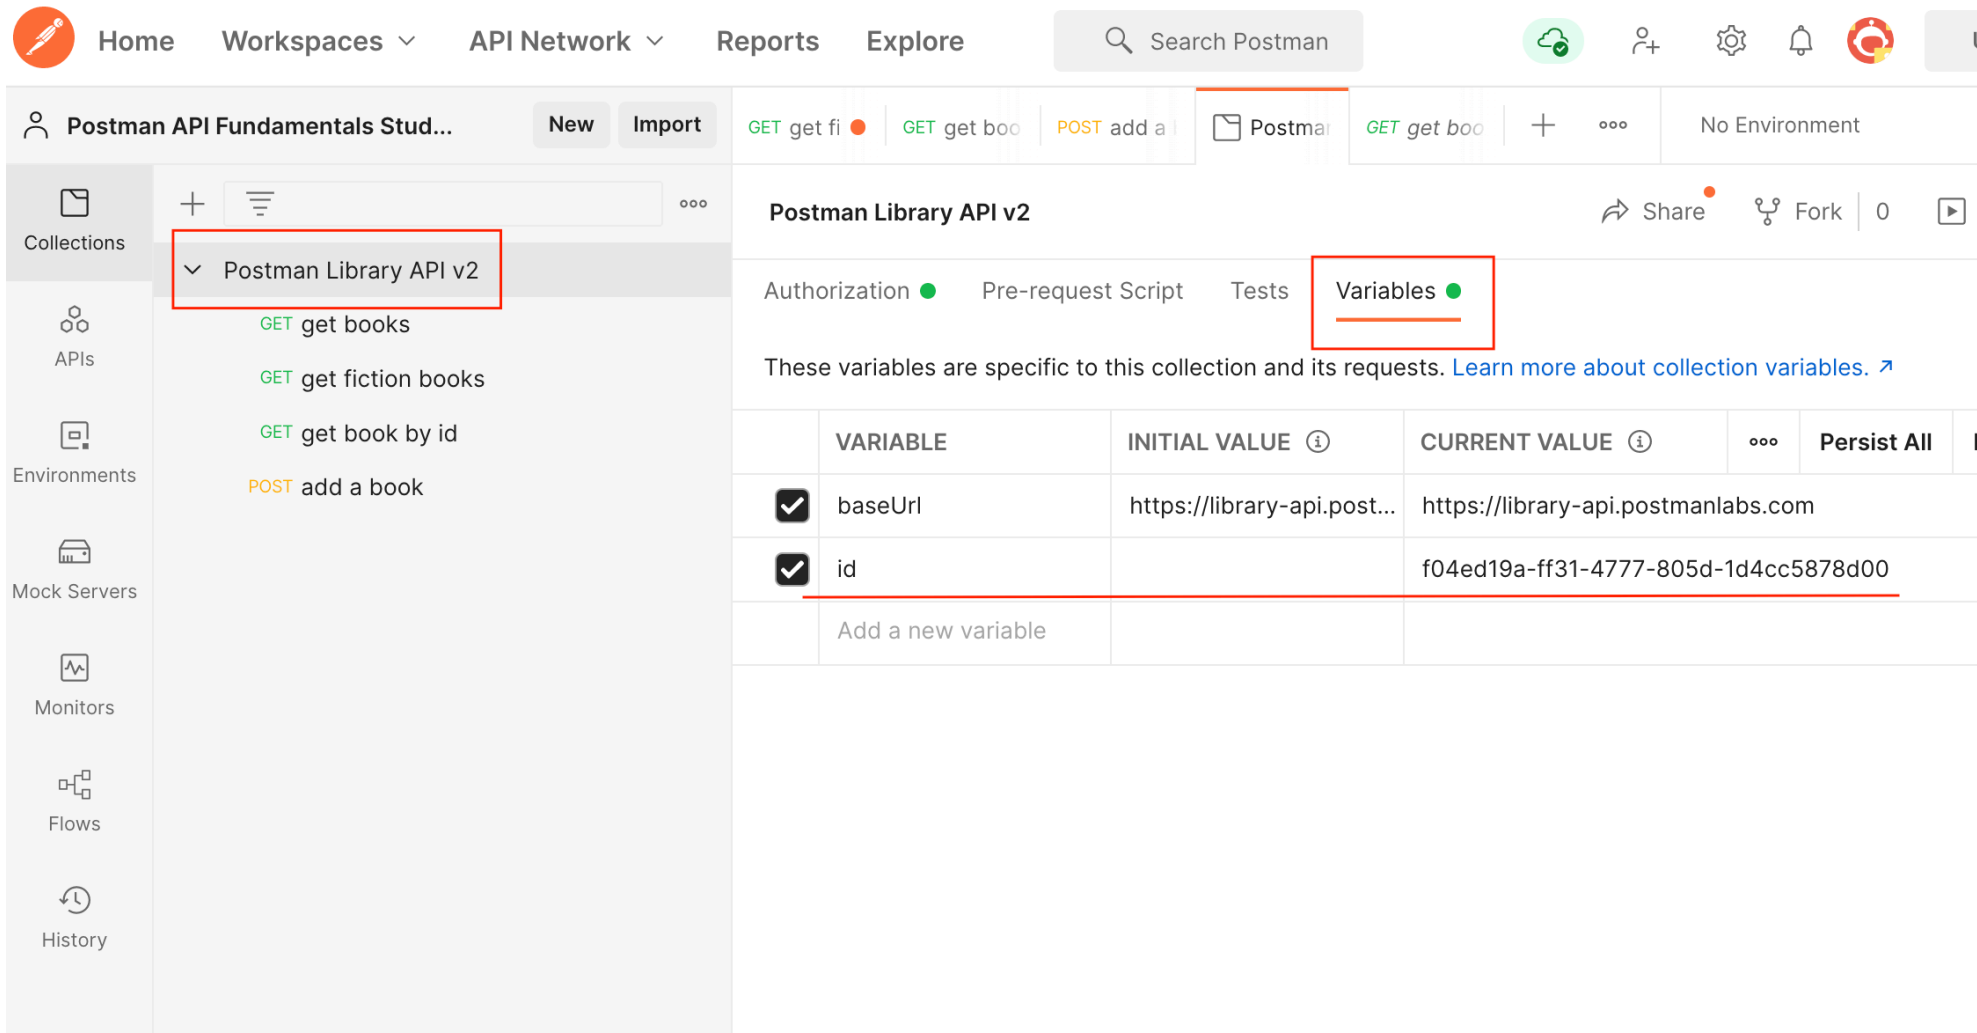 Home Workspaces API Network Reports Explore Search Postman
Postman API Fundamentals Stud... New Import GET get fi GET get boo POST add a Postma GET get boo No Environment
Collections
APIs
Environments
Mock Servers
Monitors
Flows
History
Postman Library API v2
GET get books
GET get fiction books
GET get book by id
POST add a book
Postman Library API v2 Share Fork 0
Authorization Pre-request Script Tests Variables
These variables are specific to this collection and its requests. Learn more about collection variables. ↗
VARIABLE INITIAL VALUE CURRENT VALUE Persist All
baseUrl https://library-api.post... https://library-api.postmanlabs.com
id f04ed19a-ff31-4777-805d-1d4cc5878d00
Add a new variable